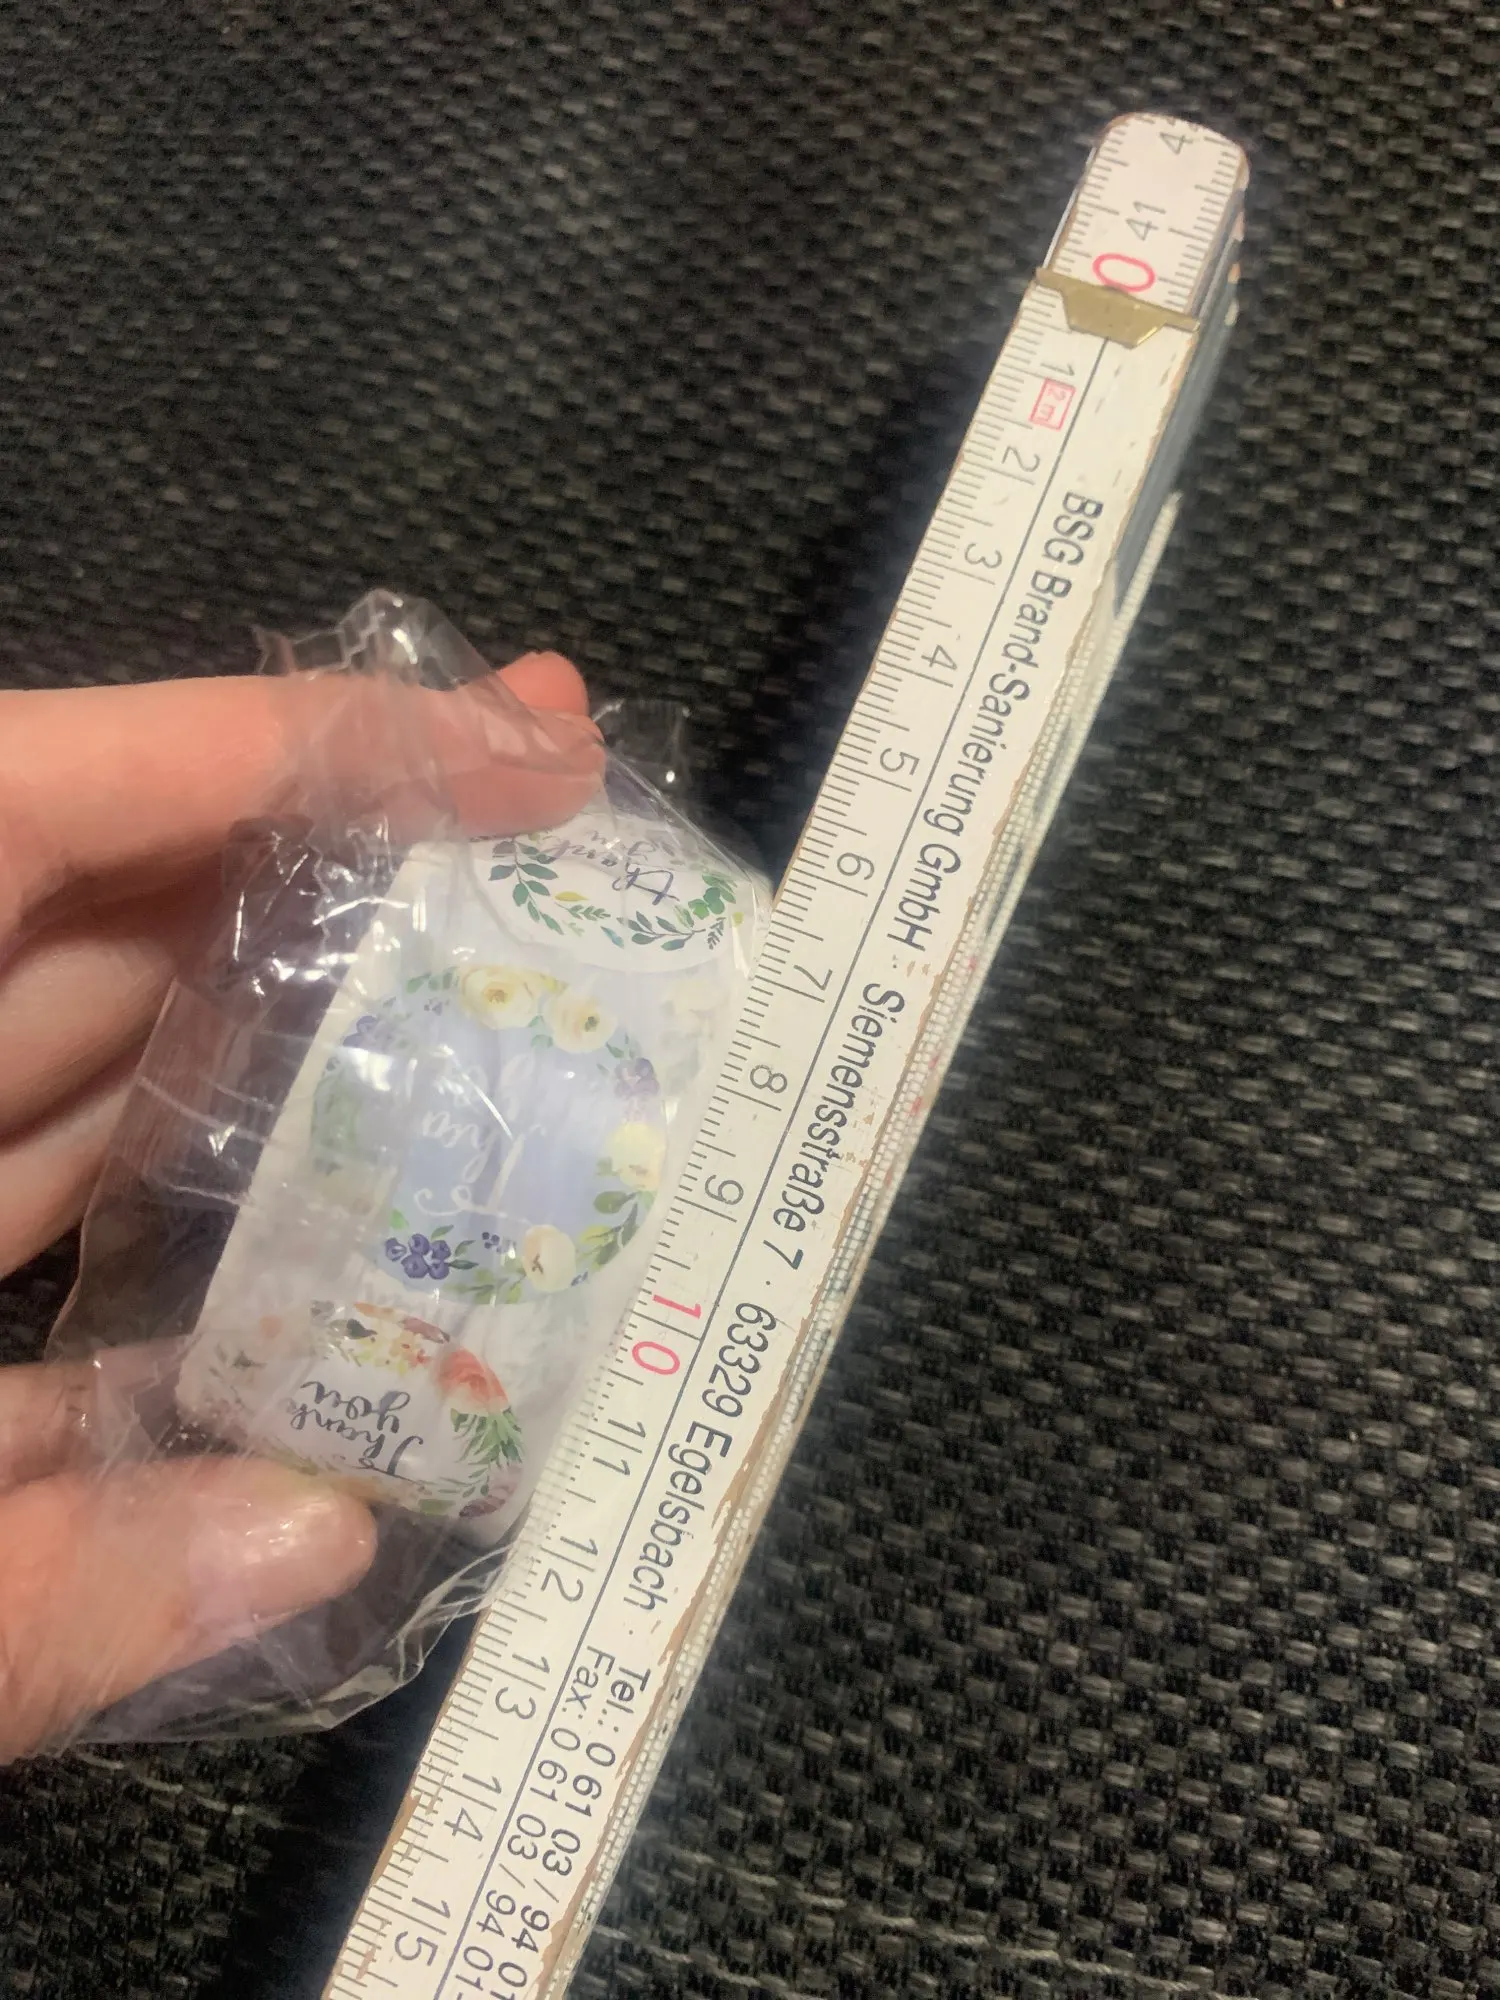 4
41
0
1
2 m
2
3
4
5
6
7
8
9
10
11
12
13
14
15
BSG Brand-Sanierung GmbH · Siemensstraße 7 · 63329 Egelsbach · Tel.: 0 61 03 / 94 01
Fax: 0 61 03 / 94 01
thank
you
Thank
you